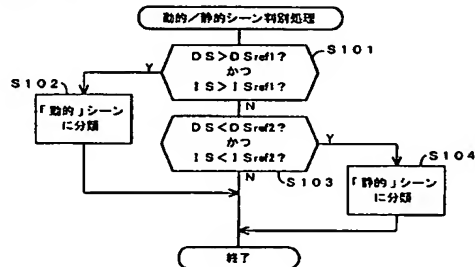 動的／静的シーン判別処理
DS>DSref1?
かつ
IS>ISref1?
S101
Y
N
S102
「動的」シーン
に分類
DS<DSref2?
かつ
IS<ISref2?
S103
Y
N
S104
「静的」シーン
に分類
終了